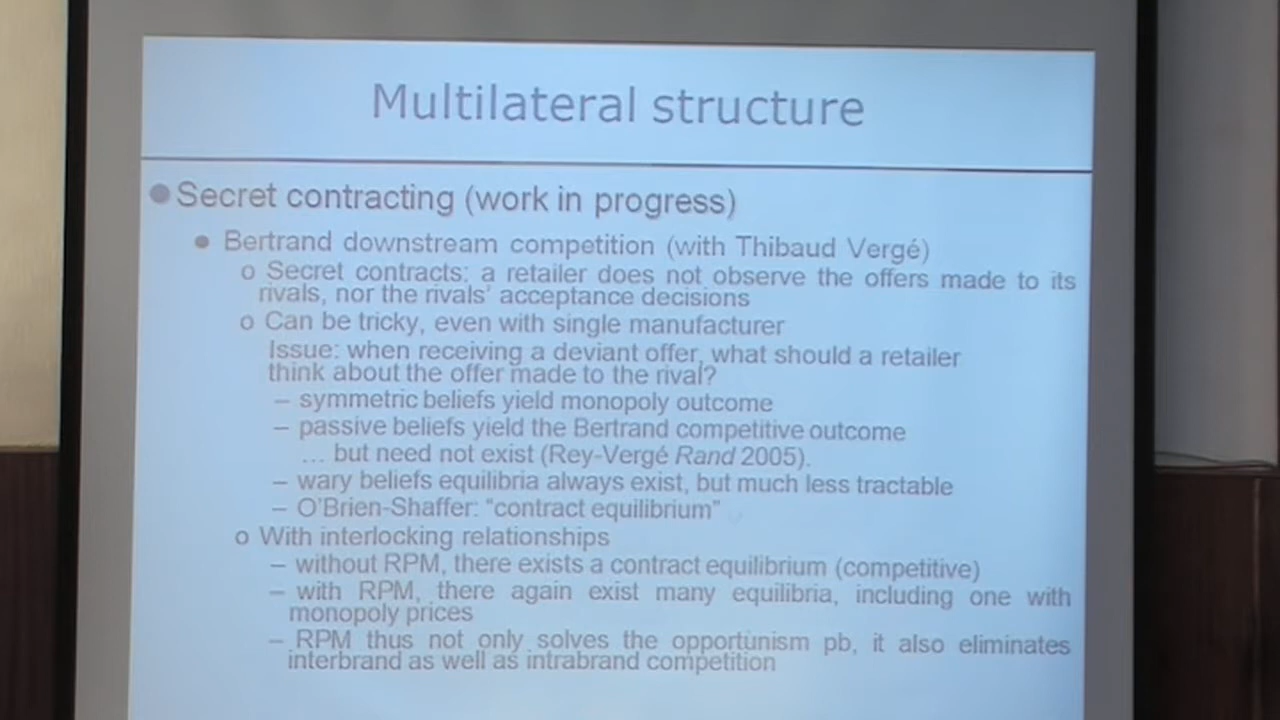 Multilateral structure
● Secret contracting (work in progress)
● Bertrand downstream competition (with Thibaud Vergé)
o Secret contracts: a retailer does not observe the offers made to its
rivals, nor the rivals' acceptance decisions
o Can be tricky, even with single manufacturer
Issue: when receiving a deviant offer, what should a retailer
think about the offer made to the rival?
– symmetric beliefs yield monopoly outcome
– passive beliefs yield the Bertrand competitive outcome
... but need not exist (Rey-Vergé Rand 2005).
– wary beliefs equilibria always exist, but much less tractable
– O'Brien-Shaffer: "contract equilibrium"
o With interlocking relationships
– without RPM, there exists a contract equilibrium (competitive)
– with RPM, there again exist many equilibria, including one with
monopoly prices
– RPM thus not only solves the opportunism pb, it also eliminates
interbrand as well as intrabrand competition